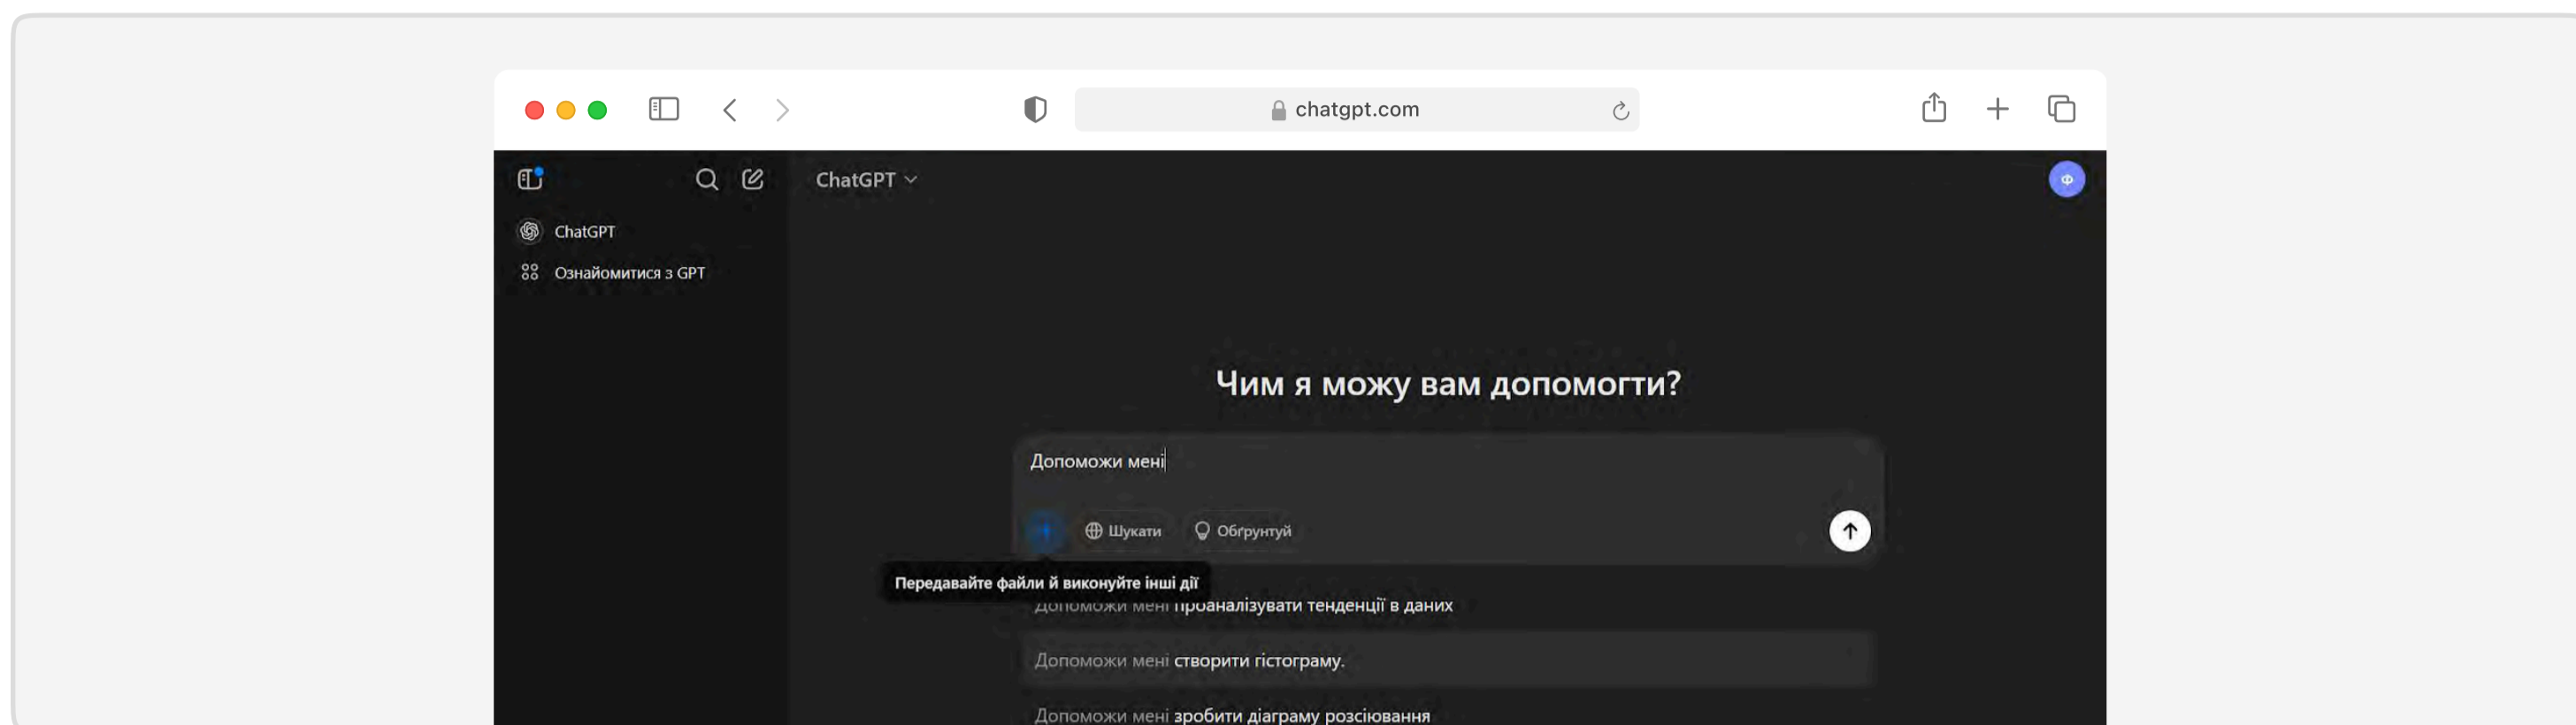 chatgpt.com
ChatGPT
Ф
ChatGPT
Ознайомитися з GPT
Чим я можу вам допомогти?
Допоможи мені
Шукати
Обґрунтуй
Передавайте файли й виконуйте інші дії
Допоможи мені проаналізувати тенденції в даних
Допоможи мені створити гістограму.
Допоможи мені зробити діаграму розсіювання